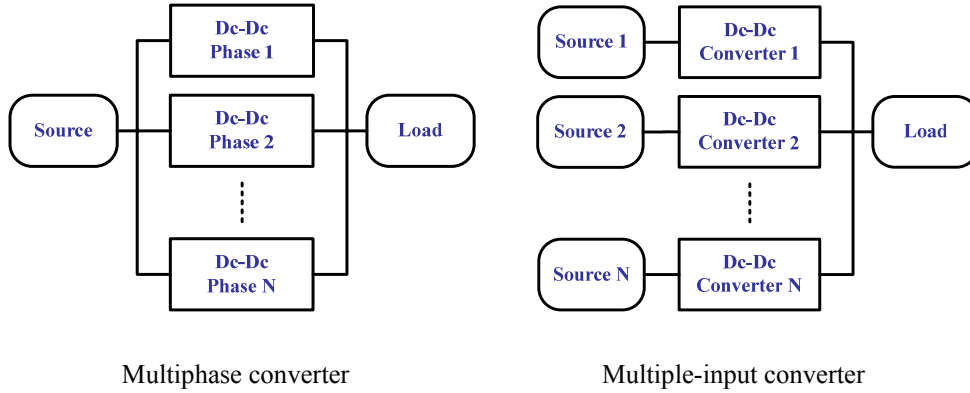 Dc-Dc
Phase 1
Source
Dc-Dc
Phase 2
Load
Dc-Dc
Phase N
Multiphase converter
Source 1
Dc-Dc
Converter 1
Source 2
Dc-Dc
Converter 2
Load
Source N
Dc-Dc
Converter N
Multiple-input converter